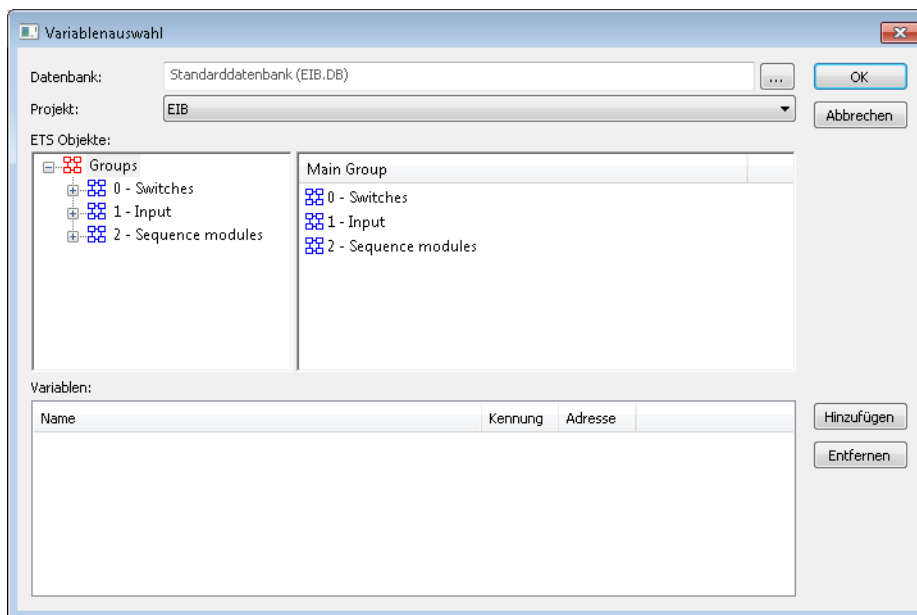 Variablenauswahl
Datenbank: Standarddatenbank (EIB.DB) ... OK
Projekt: EIB Abbrechen
ETS Objekte:
Groups
0 - Switches
1 - Input
2 - Sequence modules
Main Group
0 - Switches
1 - Input
2 - Sequence modules
Variablen:
Name Kennung Adresse
Hinzufügen
Entfernen